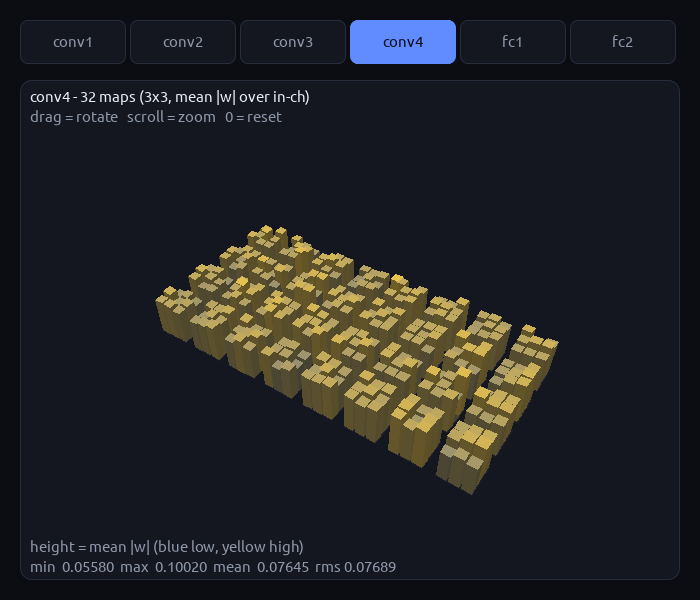 conv1 conv2 conv3 conv4 fc1 fc2
conv4 - 32 maps (3x3, mean |w| over in-ch)
drag = rotate scroll = zoom 0 = reset
height = mean |w| (blue low, yellow high)
min 0.05580 max 0.10020 mean 0.07645 rms 0.07689